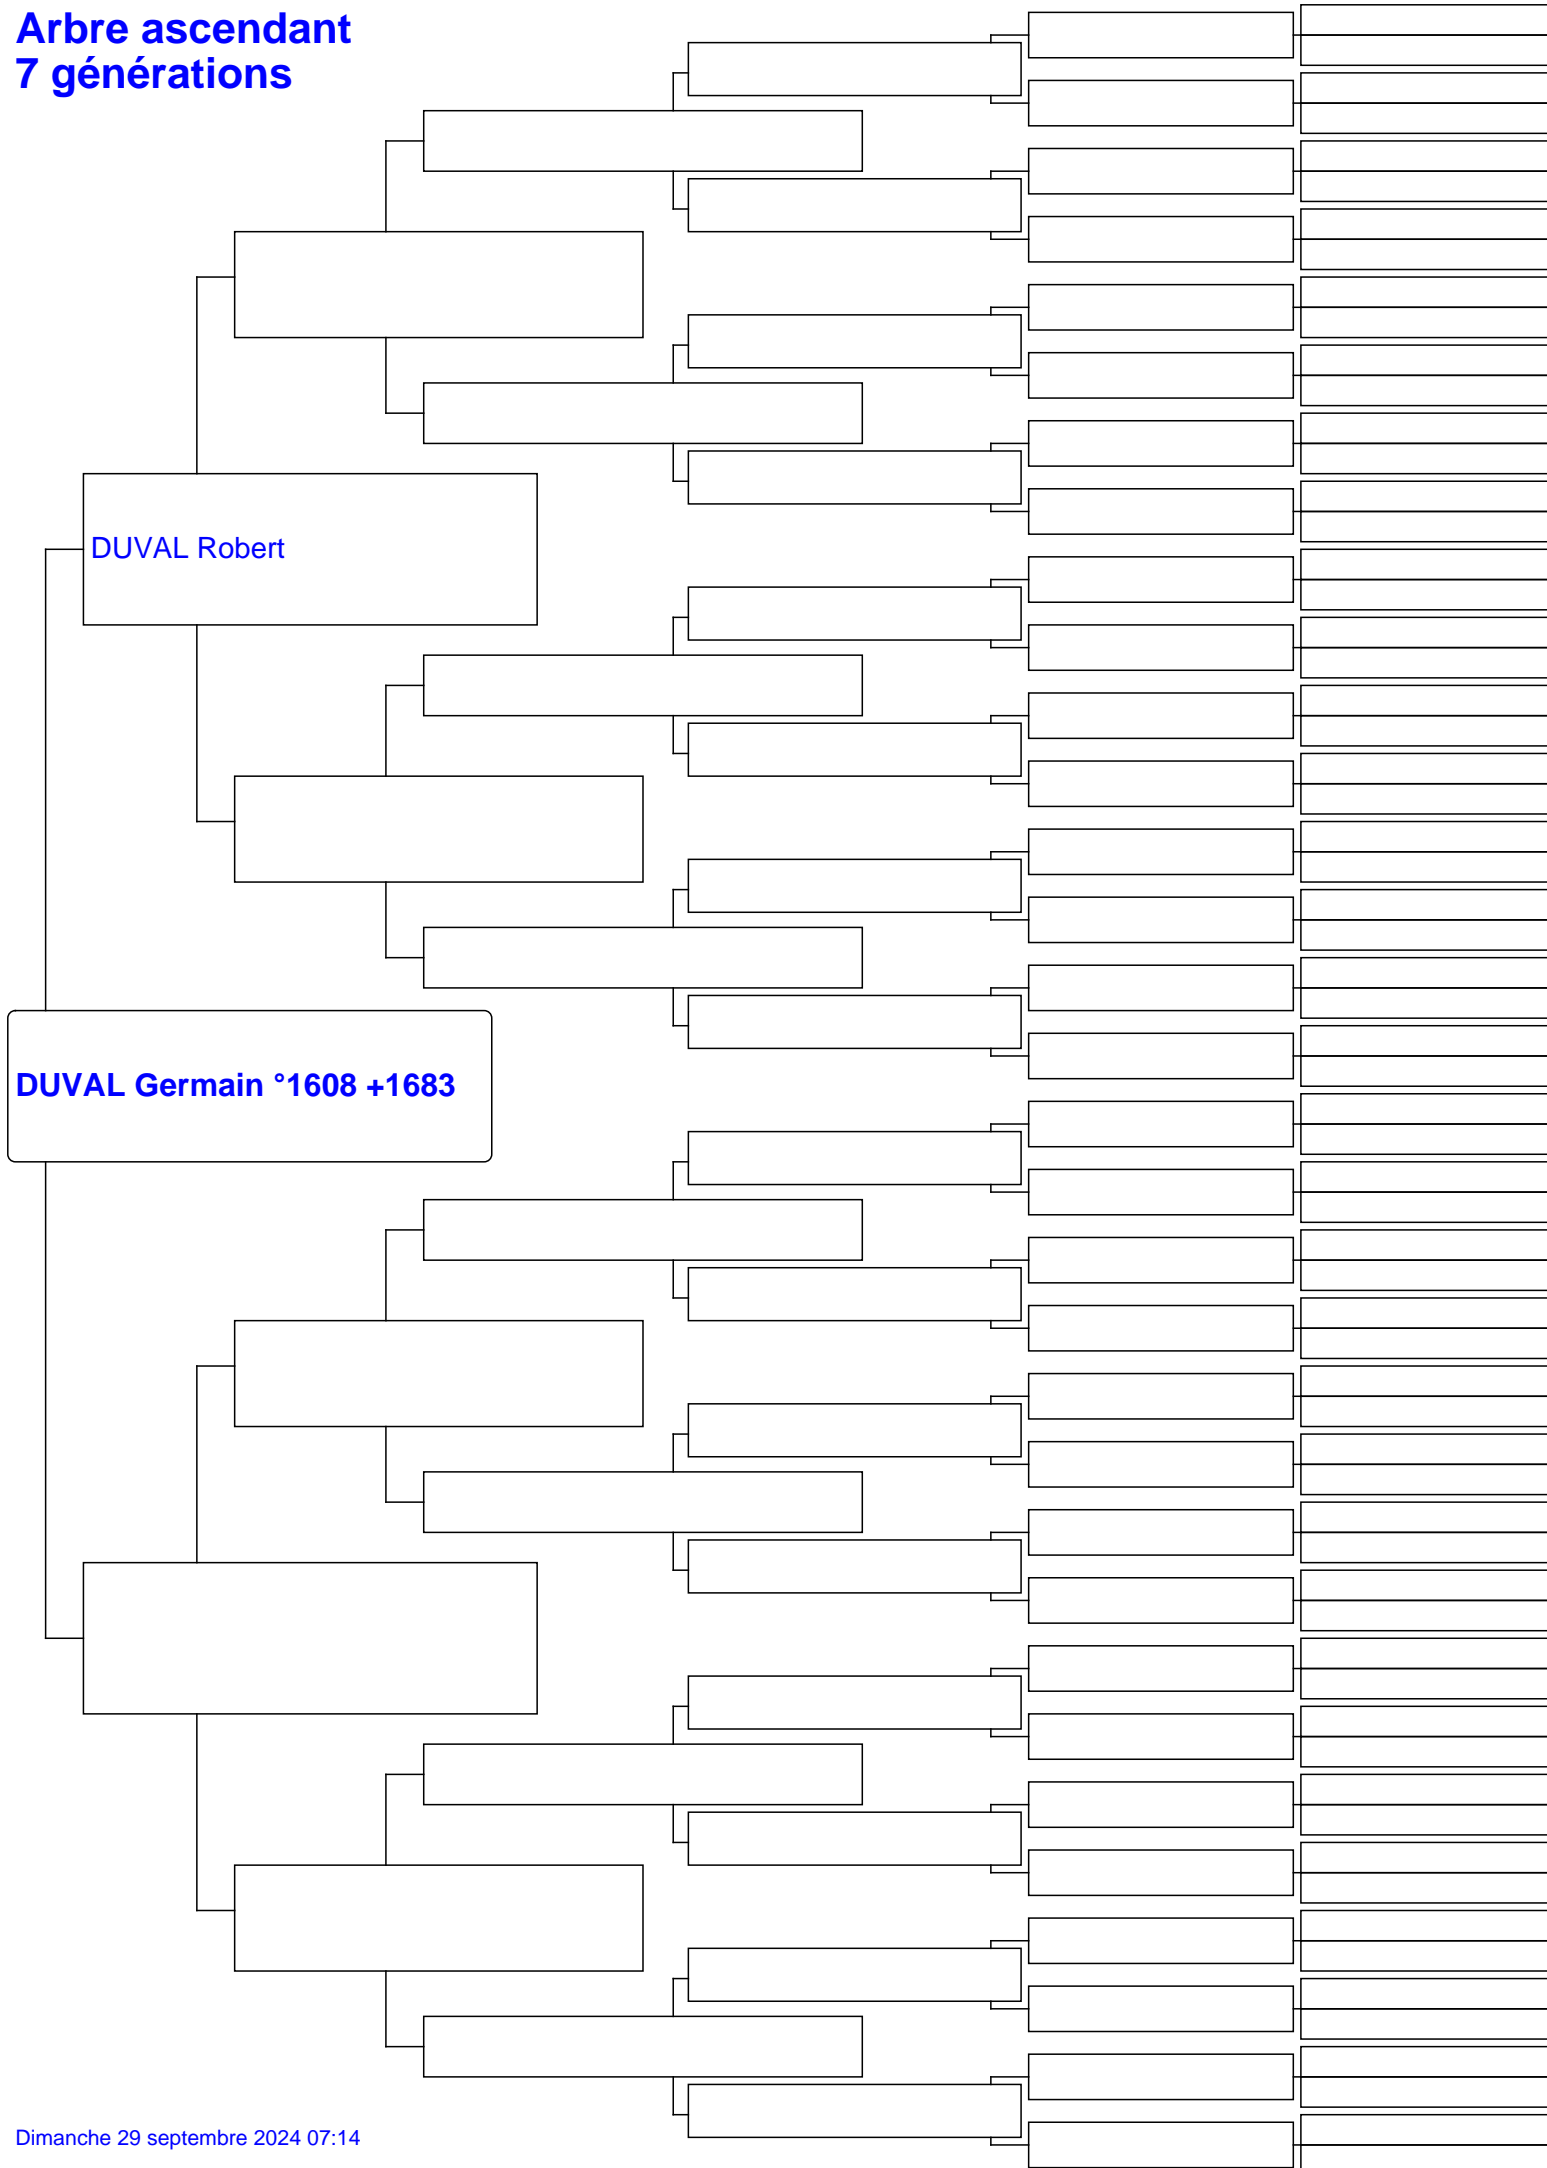 Arbre ascendant
7 générations
DUVAL Robert
DUVAL Germain °1608 +1683
Dimanche 29 septembre 2024 07:14